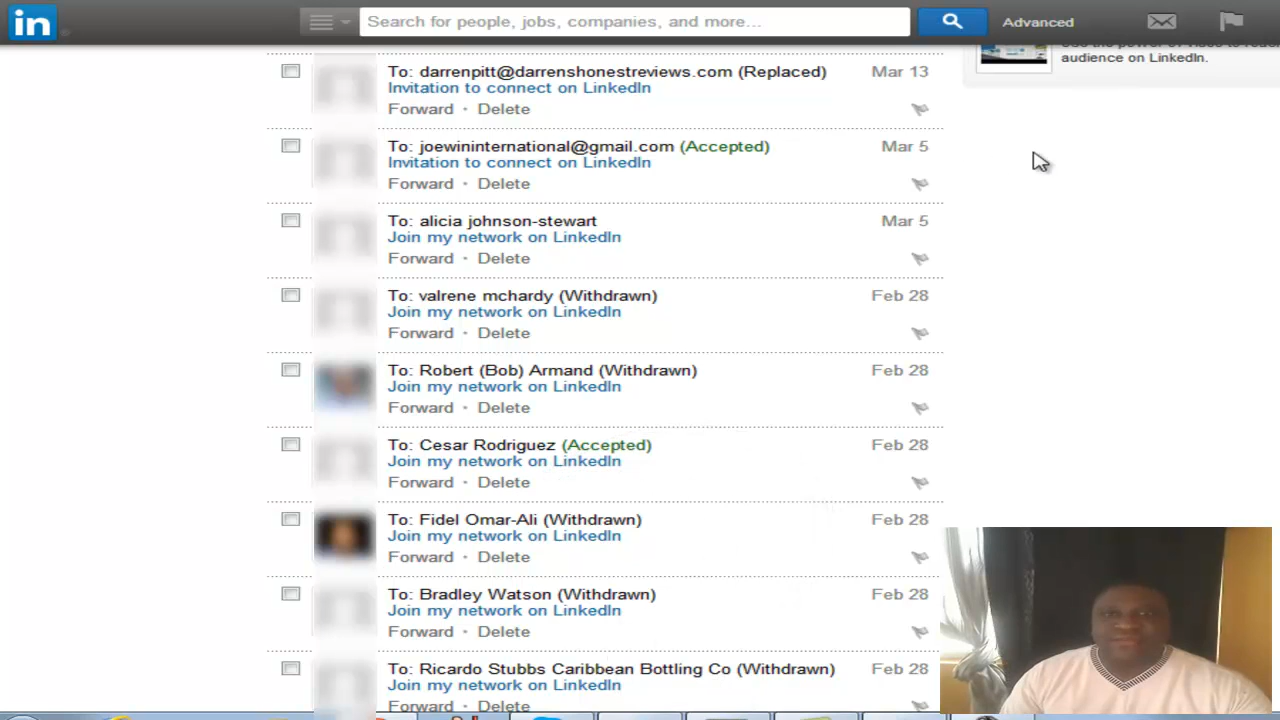 in Search for people, jobs, companies, and more... Advanced
audience on LinkedIn.
To: darrenpitt@darrenshonestreviews.com (Replaced) Mar 13
Invitation to connect on LinkedIn
Forward · Delete
To: joewininternational@gmail.com (Accepted) Mar 5
Invitation to connect on LinkedIn
Forward · Delete
To: alicia johnson-stewart Mar 5
Join my network on LinkedIn
Forward · Delete
To: valrene mchardy (Withdrawn) Feb 28
Join my network on LinkedIn
Forward · Delete
To: Robert (Bob) Armand (Withdrawn) Feb 28
Join my network on LinkedIn
Forward · Delete
To: Cesar Rodriguez (Accepted) Feb 28
Join my network on LinkedIn
Forward · Delete
To: Fidel Omar-Ali (Withdrawn) Feb 28
Join my network on LinkedIn
Forward · Delete
To: Bradley Watson (Withdrawn) Feb 28
Join my network on LinkedIn
Forward · Delete
To: Ricardo Stubbs Caribbean Bottling Co (Withdrawn) Feb 28
Join my network on LinkedIn
Forward · Delete